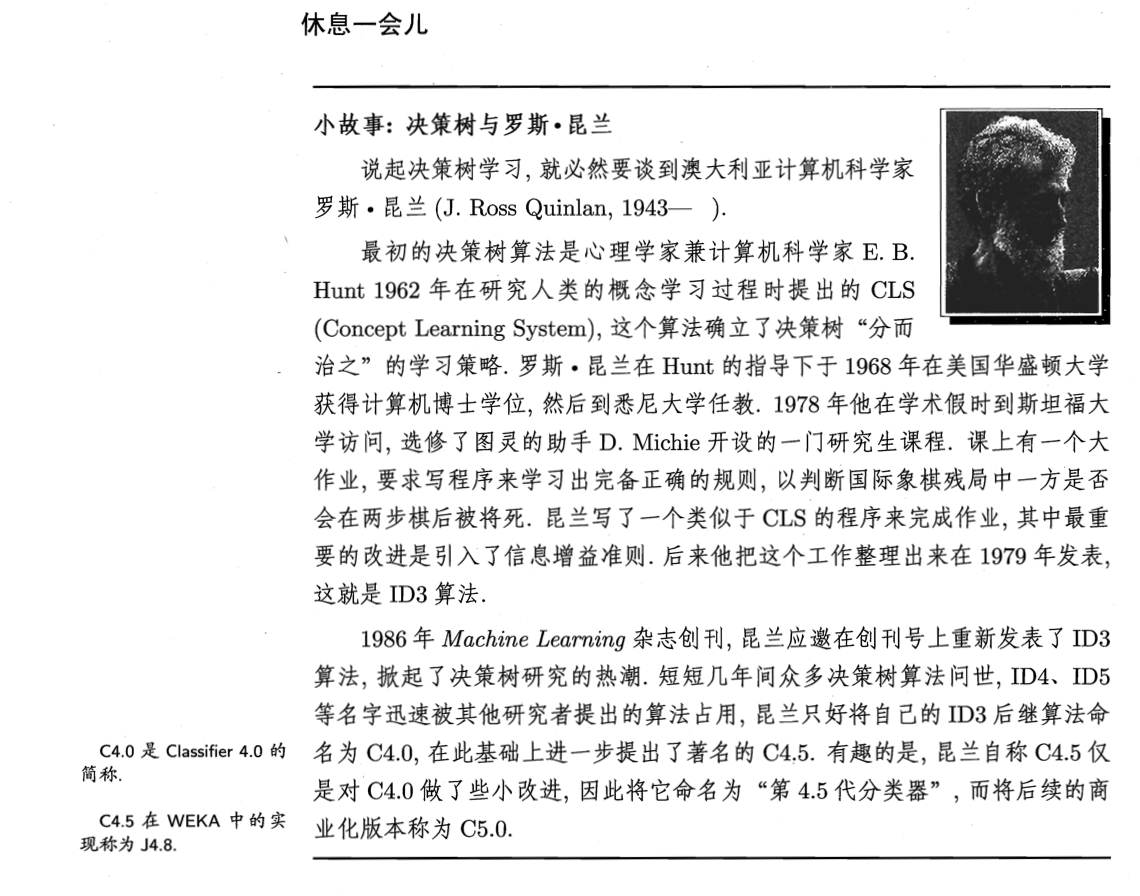 休息一会儿
小故事: 决策树与罗斯•昆兰
说起决策树学习, 就必然要谈到澳大利亚计算机科学家
罗斯 • 昆兰 (J. Ross Quinlan, 1943— ).
最初的决策树算法是心理学家兼计算机科学家 E. B.
Hunt 1962 年在研究人类的概念学习过程时提出的 CLS
(Concept Learning System), 这个算法确立了决策树 “分而
治之” 的学习策略. 罗斯 • 昆兰在 Hunt 的指导下于 1968 年在美国华盛顿大学
获得计算机博士学位, 然后到悉尼大学任教. 1978 年他在学术假时到斯坦福大
学访问, 选修了图灵的助手 D. Michie 开设的一门研究生课程. 课上有一个大
作业, 要求写程序来学习出完备正确的规则, 以判断国际象棋残局中一方是否
会在两步棋后被将死. 昆兰写了一个类似于 CLS 的程序来完成作业, 其中最重
要的改进是引入了信息增益准则. 后来他把这个工作整理出来在 1979 年发表,
这就是 ID3 算法.
1986 年 Machine Learning 杂志创刊, 昆兰应邀在创刊号上重新发表了 ID3
算法, 掀起了决策树研究的热潮. 短短几年间众多决策树算法问世, ID4、ID5
等名字迅速被其他研究者提出的算法占用, 昆兰只好将自己的 ID3 后继算法命
名为 C4.0, 在此基础上进一步提出了著名的 C4.5. 有趣的是, 昆兰自称 C4.5 仅
是对 C4.0 做了些小改进, 因此将它命名为 “第 4.5 代分类器” , 而将后续的商
业化版本称为 C5.0.
C4.0 是 Classifier 4.0 的
简称.
C4.5 在 WEKA 中的实
现称为 J4.8.